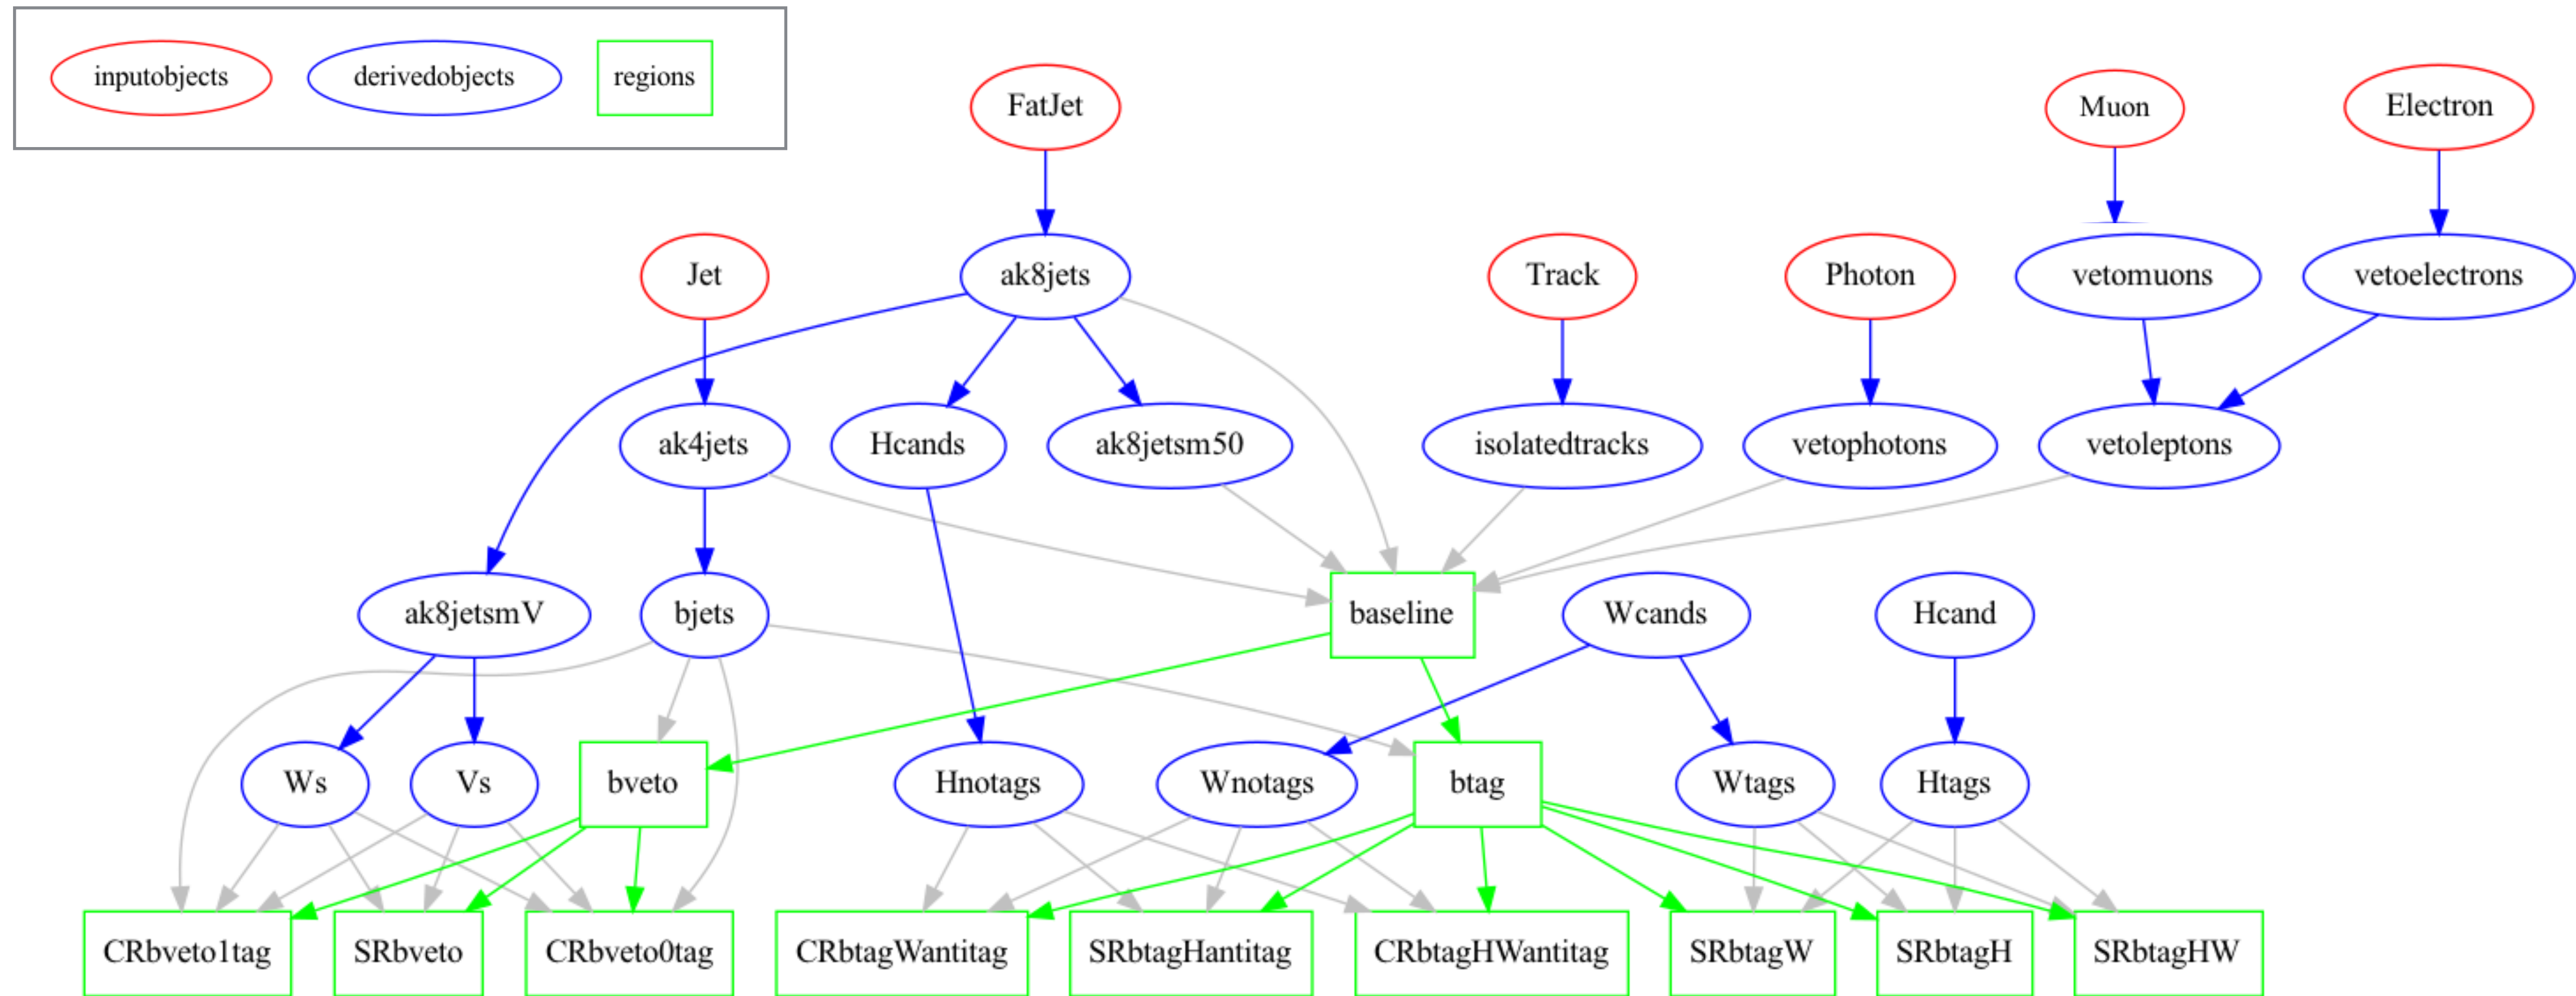 inputobjects
derivedobjects
regions
FatJet
Muon
Electron
Jet
ak8jets
Track
Photon
vetomuons
vetoelectrons
ak4jets
Hcands
ak8jetsm50
isolatedtracks
vetophotons
vetoleptons
ak8jetsmV
bjets
baseline
Wcands
Hcand
Ws
Vs
bveto
Hnotags
Wnotags
btag
Wtags
Htags
CRbveto1tag
SRbveto
CRbveto0tag
CRbtagWantitag
SRbtagHantitag
CRbtagHWantitag
SRbtagW
SRbtagH
SRbtagHW